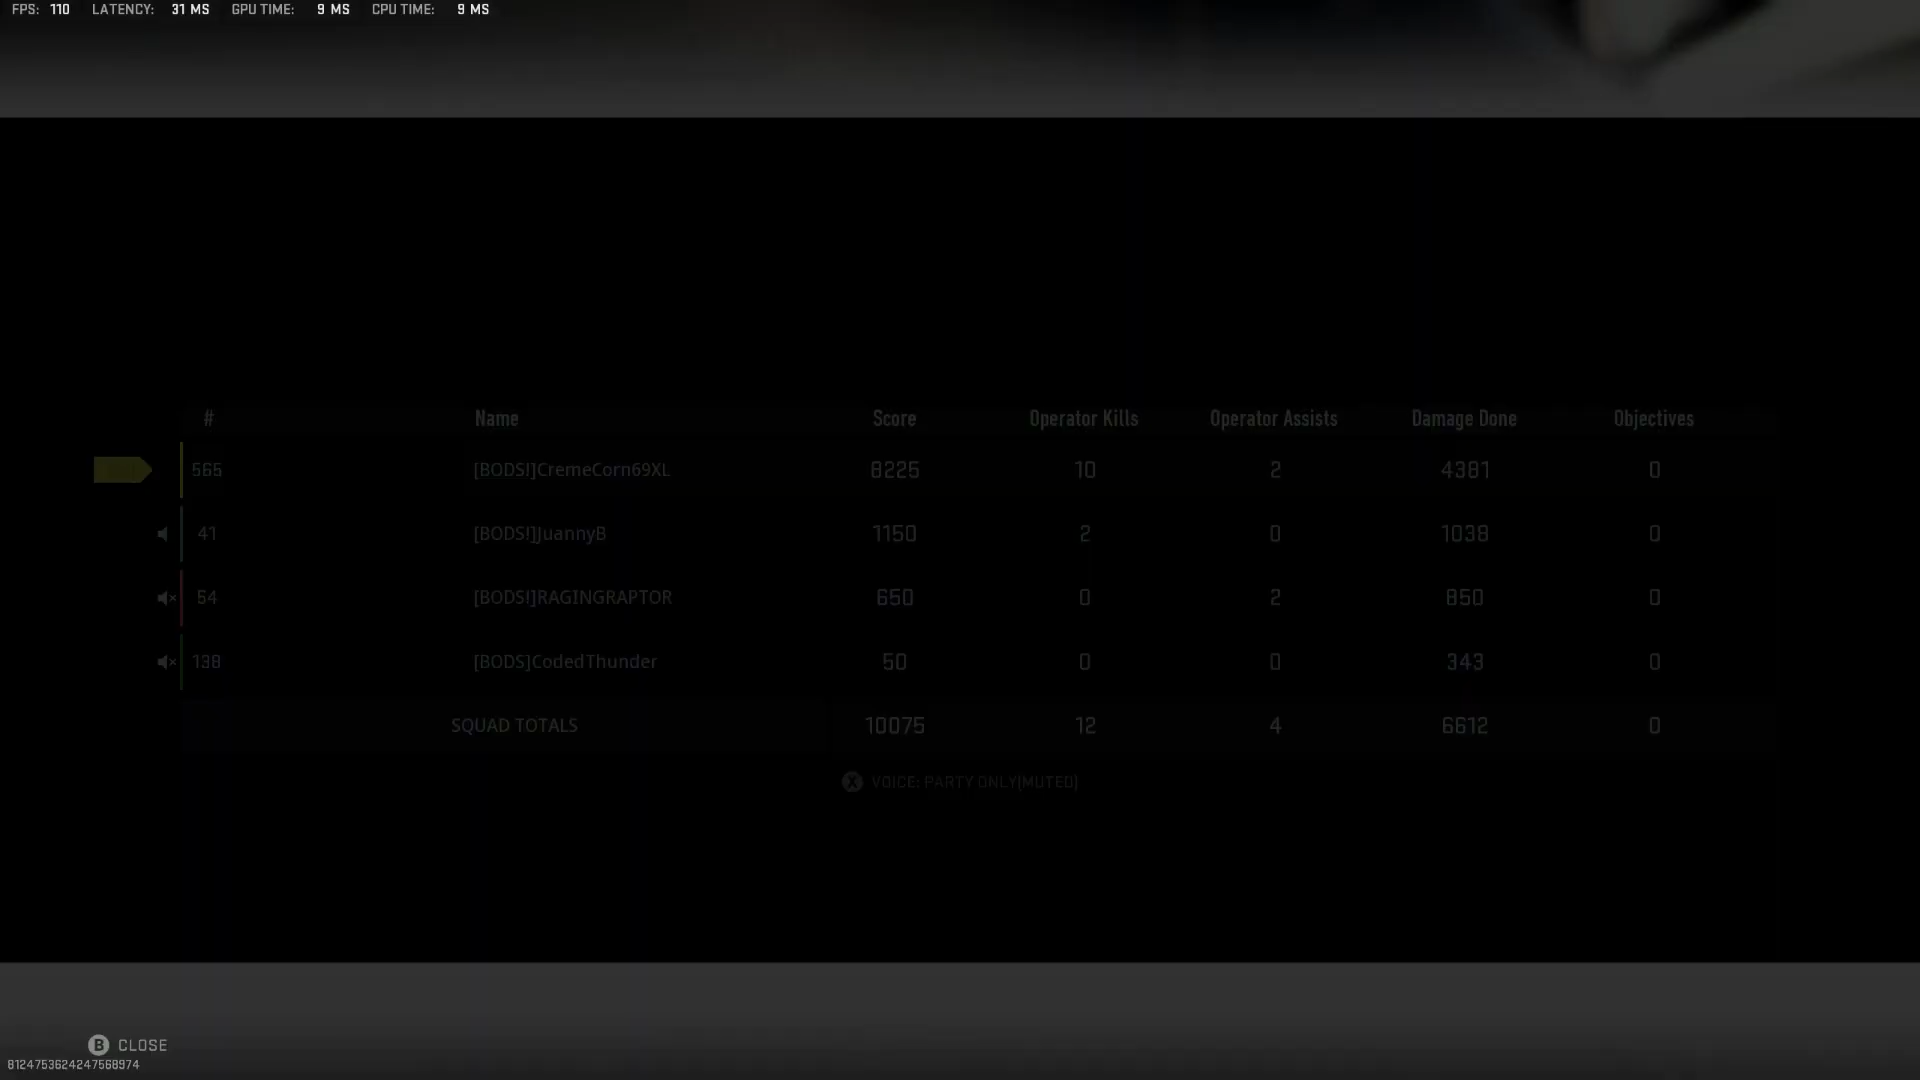 FPS: 110 LATENCY: 31 MS GPU TIME: 9 MS CPU TIME: 9 MS
# Name Score Operator Kills Operator Assists Damage Done Objectives
565 [BODS!]CremeCorn69XL 8225 10 2 4381 0
41 [BODS!]JuannyB 1150 2 0 1038 0
54 [BODS!]RAGINGRAPTOR 650 0 2 850 0
138 [BODS]CodedThunder 50 0 0 343 0
SQUAD TOTALS 10075 12 4 6612 0
X VOICE: PARTY ONLY(MUTED)
B CLOSE
8124753624247568974